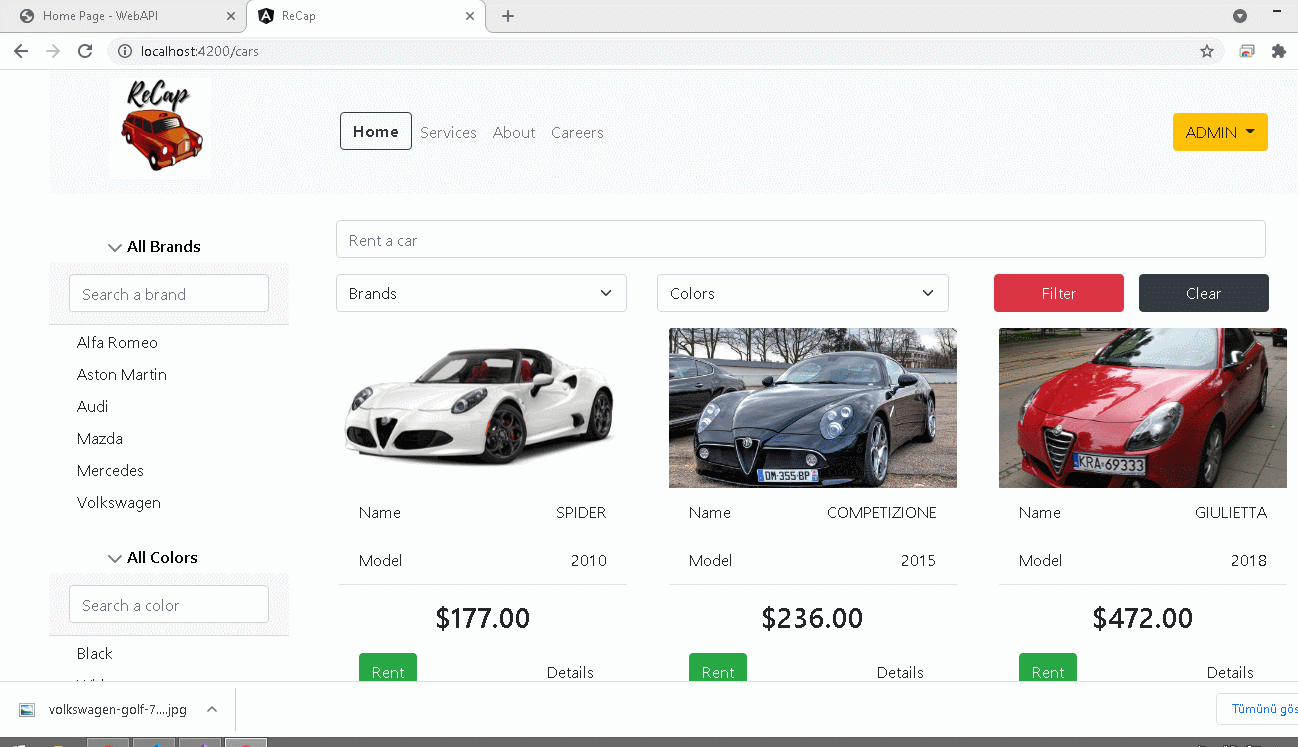 Home Page - WebAPI
ReCap
localhost:4200/cars
ReCap
Home Services About Careers
ADMIN
All Brands
Search a brand
Alfa Romeo
Aston Martin
Audi
Mazda
Mercedes
Volkswagen
All Colors
Search a color
Black
Rent a car
Brands
Colors
Filter
Clear
DM-355-BP
KRA 69333
Name SPIDER
Model 2010
$177.00
Rent Details
Name COMPETIZIONE
Model 2015
$236.00
Rent Details
Name GIULIETTA
Model 2018
$472.00
Rent Details
volkswagen-golf-7....jpg
Tümünü gös